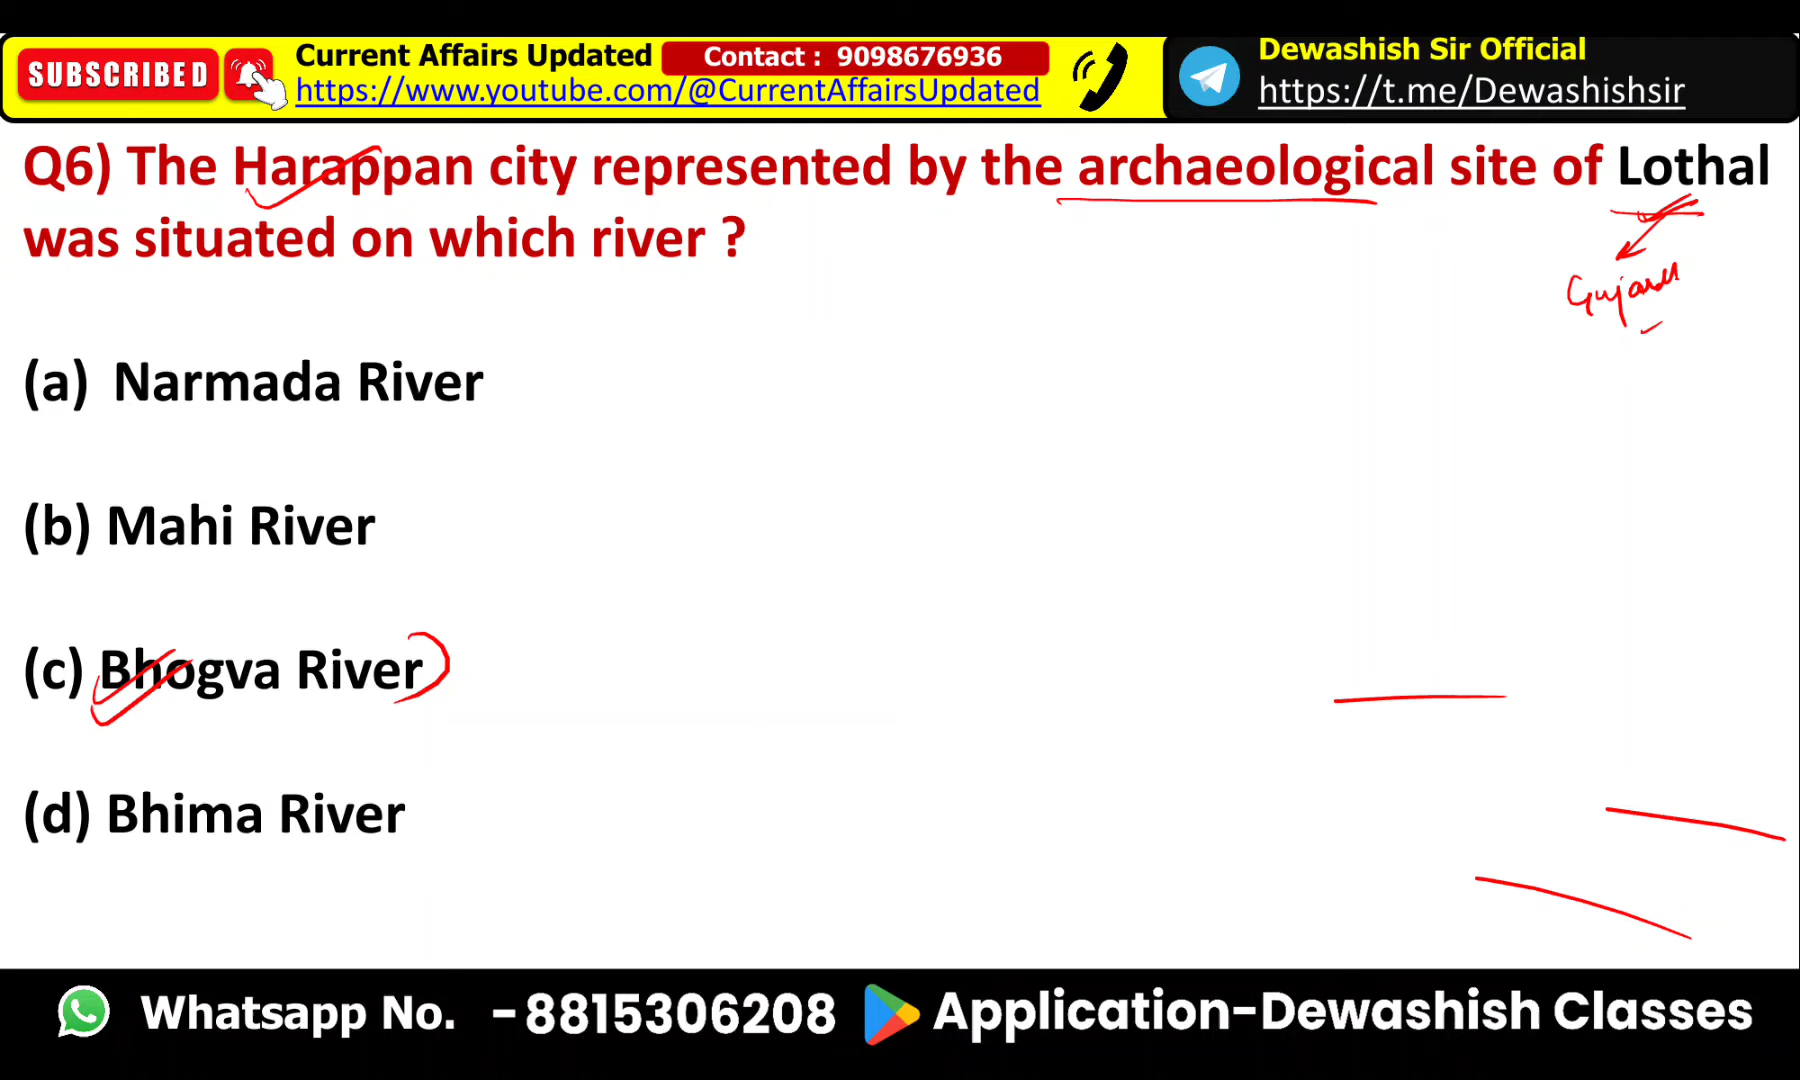 SUBSCRIBED
Current Affairs Updated
Contact : 9098676936
https://www.youtube.com/@CurrentAffairsUpdated
Dewashish Sir Official
https://t.me/Dewashishsir
Q6) The Harappan city represented by the archaeological site of Lothal
was situated on which river ?
(a) Narmada River
(b) Mahi River
(c) Bhogva River
(d) Bhima River
Whatsapp No. -8815306208
Application-Dewashish Classes